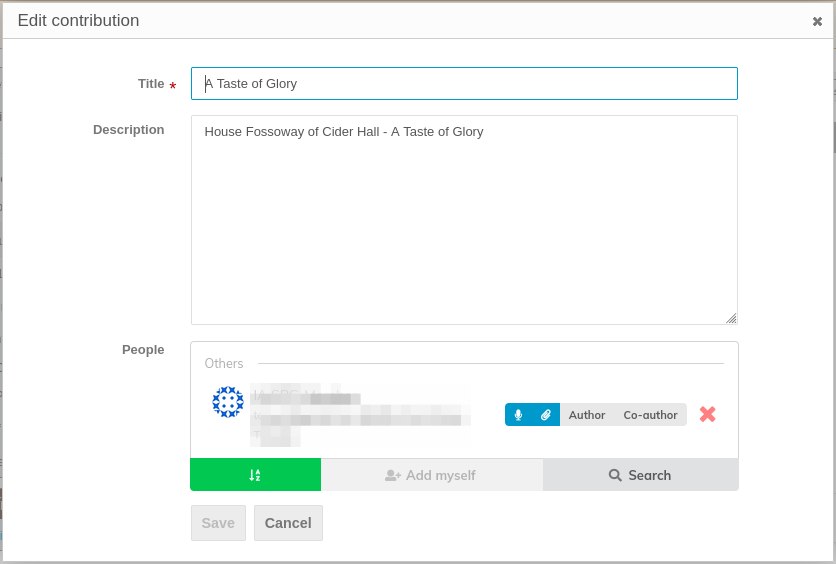 Edit contribution
Title *
A Taste of Glory
Description
House Fossoway of Cider Hall - A Taste of Glory
People
Others
Author Co-author
Add myself Search
Save Cancel